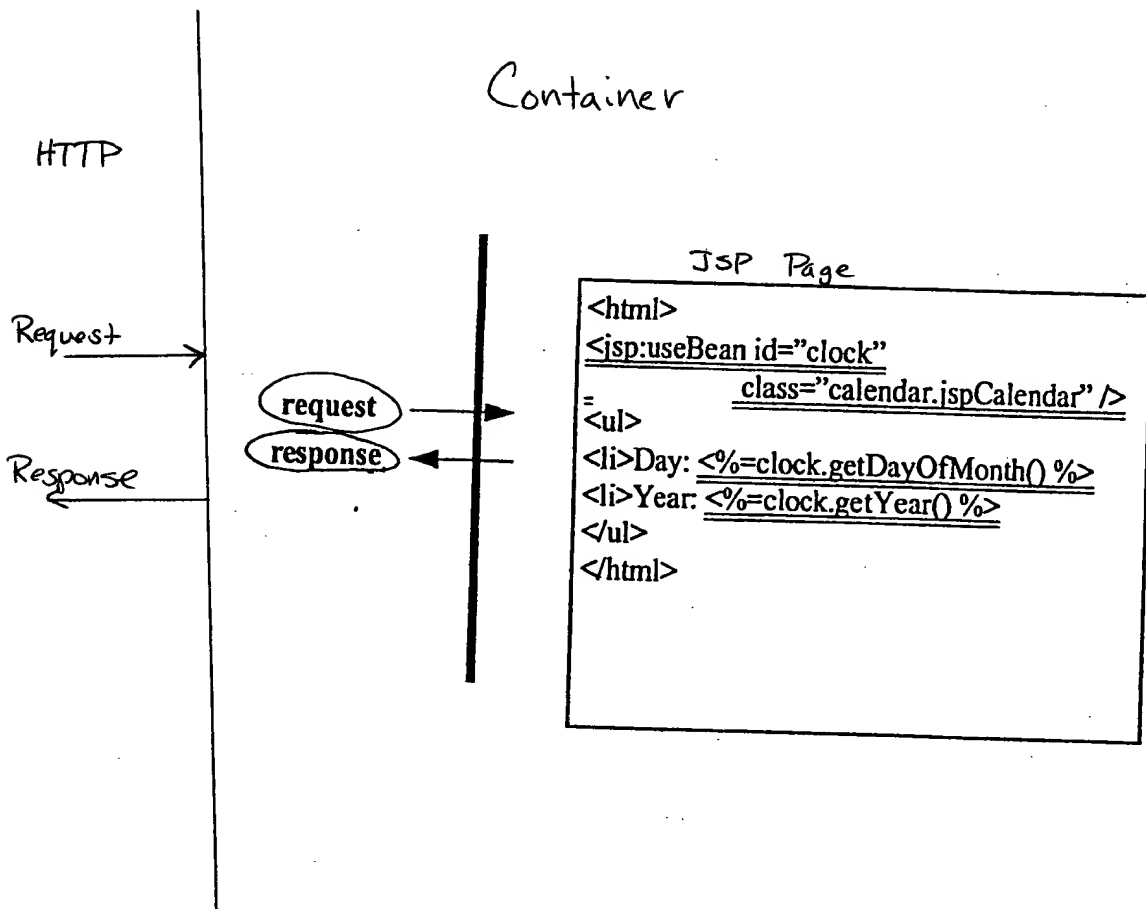 Container
HTTP
Request
Response
request
response
JSP Page
<html>
<jsp:useBean id=”clock”
class=”calendar.jspCalendar” />
<ul>
<li>Day: <%=clock.getDayOfMonth() %>
<li>Year: <%=clock.getYear() %>
</ul>
</html>